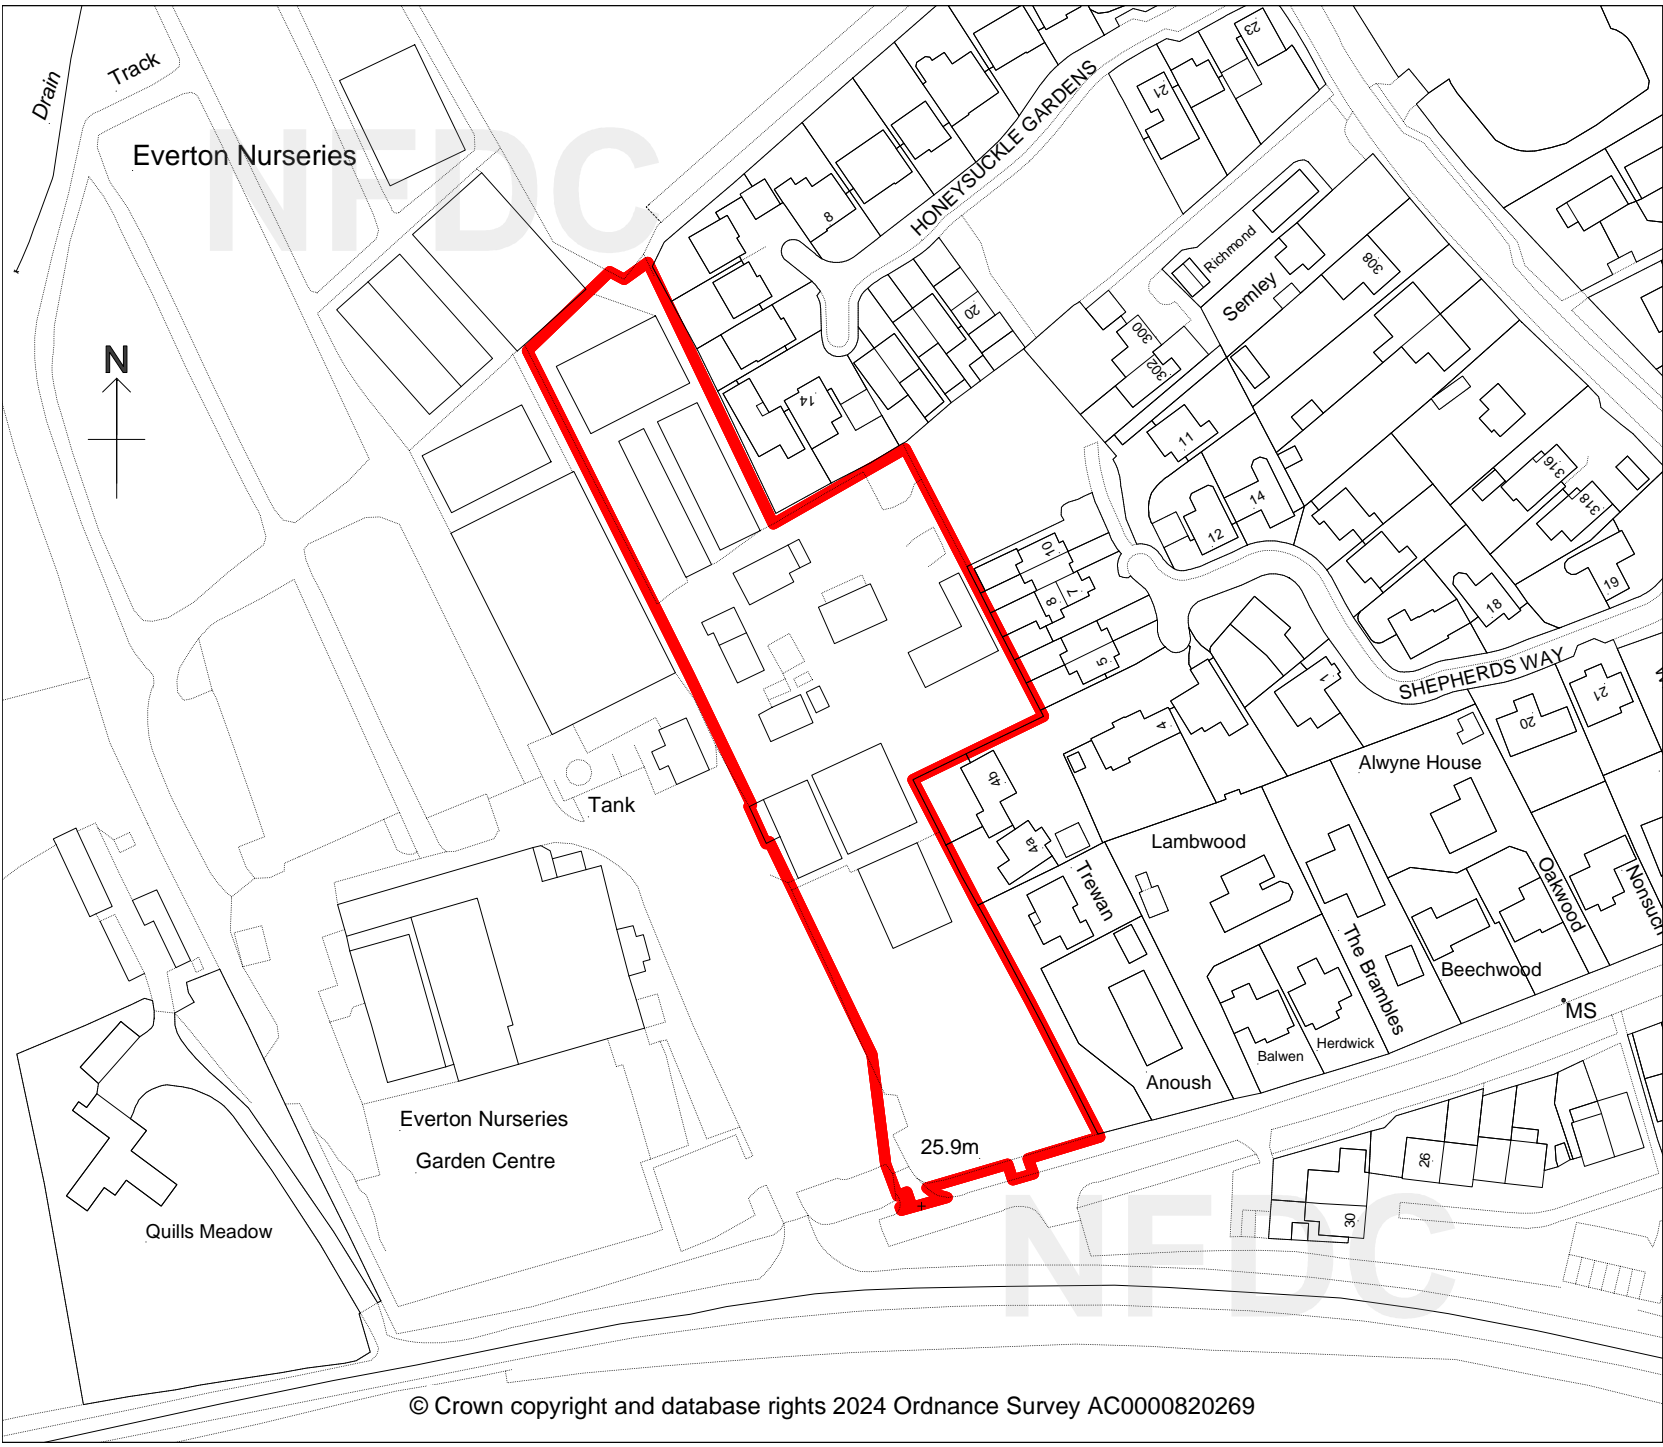 Drain
Track
Everton Nurseries
NFDC
N
HONEYSUCKLE GARDENS
23
21
8
20
14
Richmond
Semley
308
300
302
11
12
14
316
318
19
18
10
8
7
5
1
4
SHEPHERDS WAY
20
21
4b
4a
Alwyne House
Lambwood
Trewan
Tank
The Brambles
Oakwood
Nonsuch
Beechwood
MS
Balwen
Herdwick
Anoush
25.9m
Everton Nurseries
Garden Centre
Quills Meadow
26
30
NFDC
© Crown copyright and database rights 2024 Ordnance Survey AC0000820269